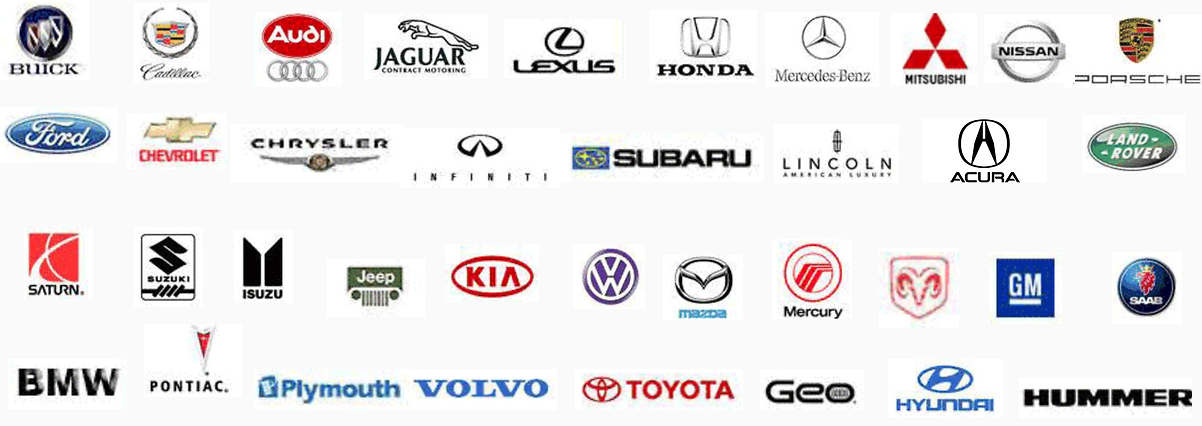 BUICK
Cadillac
Audi
JAGUAR
CONTRACT MOTORING
LEXUS
HONDA
Mercedes-Benz
MITSUBISHI
NISSAN
PORSCHE
PORSCHE
Ford
CHEVROLET
CHRYSLER
INFINITI
SUBARU
LINCOLN
AMERICAN LUXURY
ACURA
LAND-
-ROVER
SATURN®
SUZUKI
ISUZU
Jeep
KIA
VW
mazda
Mercury
GM
SAAB
BMW
PONTIAC®
Plymouth
VOLVO
TOYOTA
Geo
HYUNDAI
HUMMER